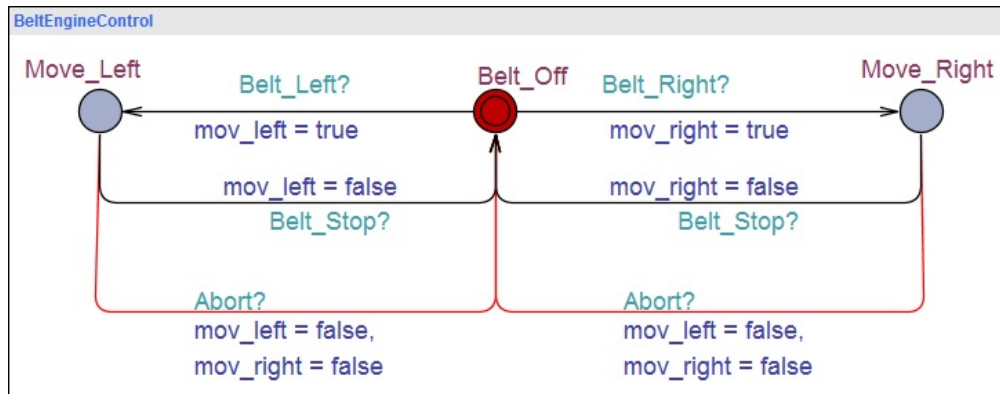 BeltEngineControl
Move_Left
Belt_Off
Move_Right
Belt_Left?
Belt_Right?
mov_left = true
mov_right = true
mov_left = false
mov_right = false
Belt_Stop?
Belt_Stop?
Abort?
Abort?
mov_left = false,
mov_left = false,
mov_right = false
mov_right = false